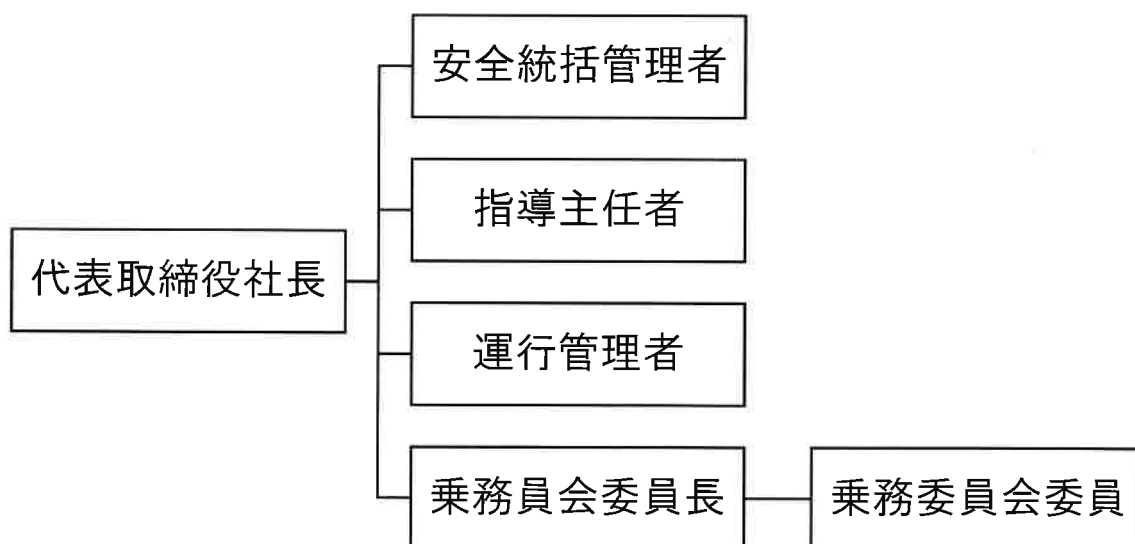 安全統括管理者
指導主任者
代表取締役社長
運行管理者
乗務員会委員長
乗務委員会委員